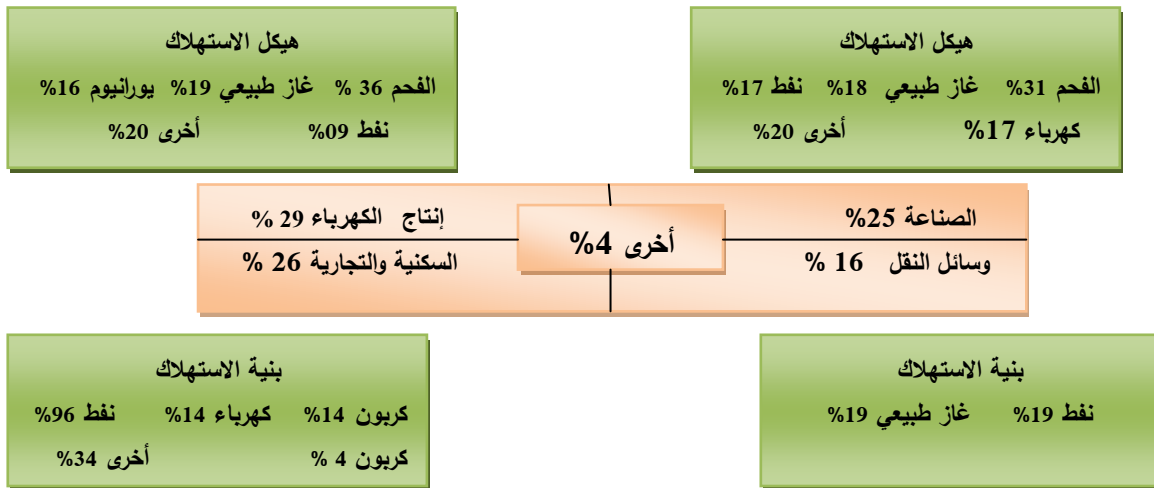 هيكل الاستهلاك
الفحم 31% غاز طبيعي 18% نفط 17%
كهرباء 17% أخرى 20%
هيكل الاستهلاك
الفحم 36 % غاز طبيعي 19% يورانيوم 16%
نفط 09% أخرى 20%
الصناعة 25%
إنتاج الكهرباء 29 %
أخرى 4%
وسائل النقل 16 %
السكنية والتجارية 26 %
بنية الاستهلاك
نفط 19% غاز طبيعي 19%
بنية الاستهلاك
كربون 14% كهرباء 14% نفط 96%
كربون 4 % أخرى 34%